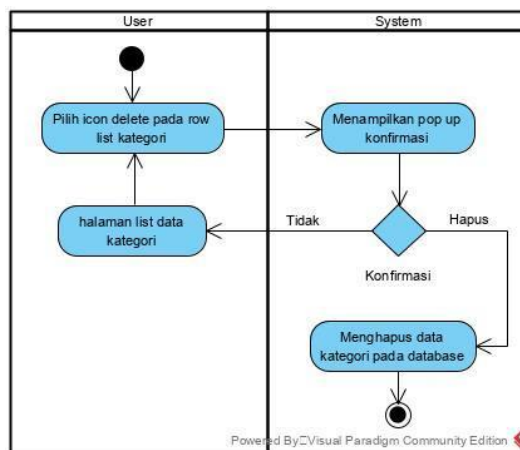 User
System
Pilih icon delete pada row
list kategori
Menampilkan pop up
konfirmasi
halaman list data
kategori
Tidak
Hapus
Konfirmasi
Menghapus data
kategori pada database
Powered By□Visual Paradigm Community Edition